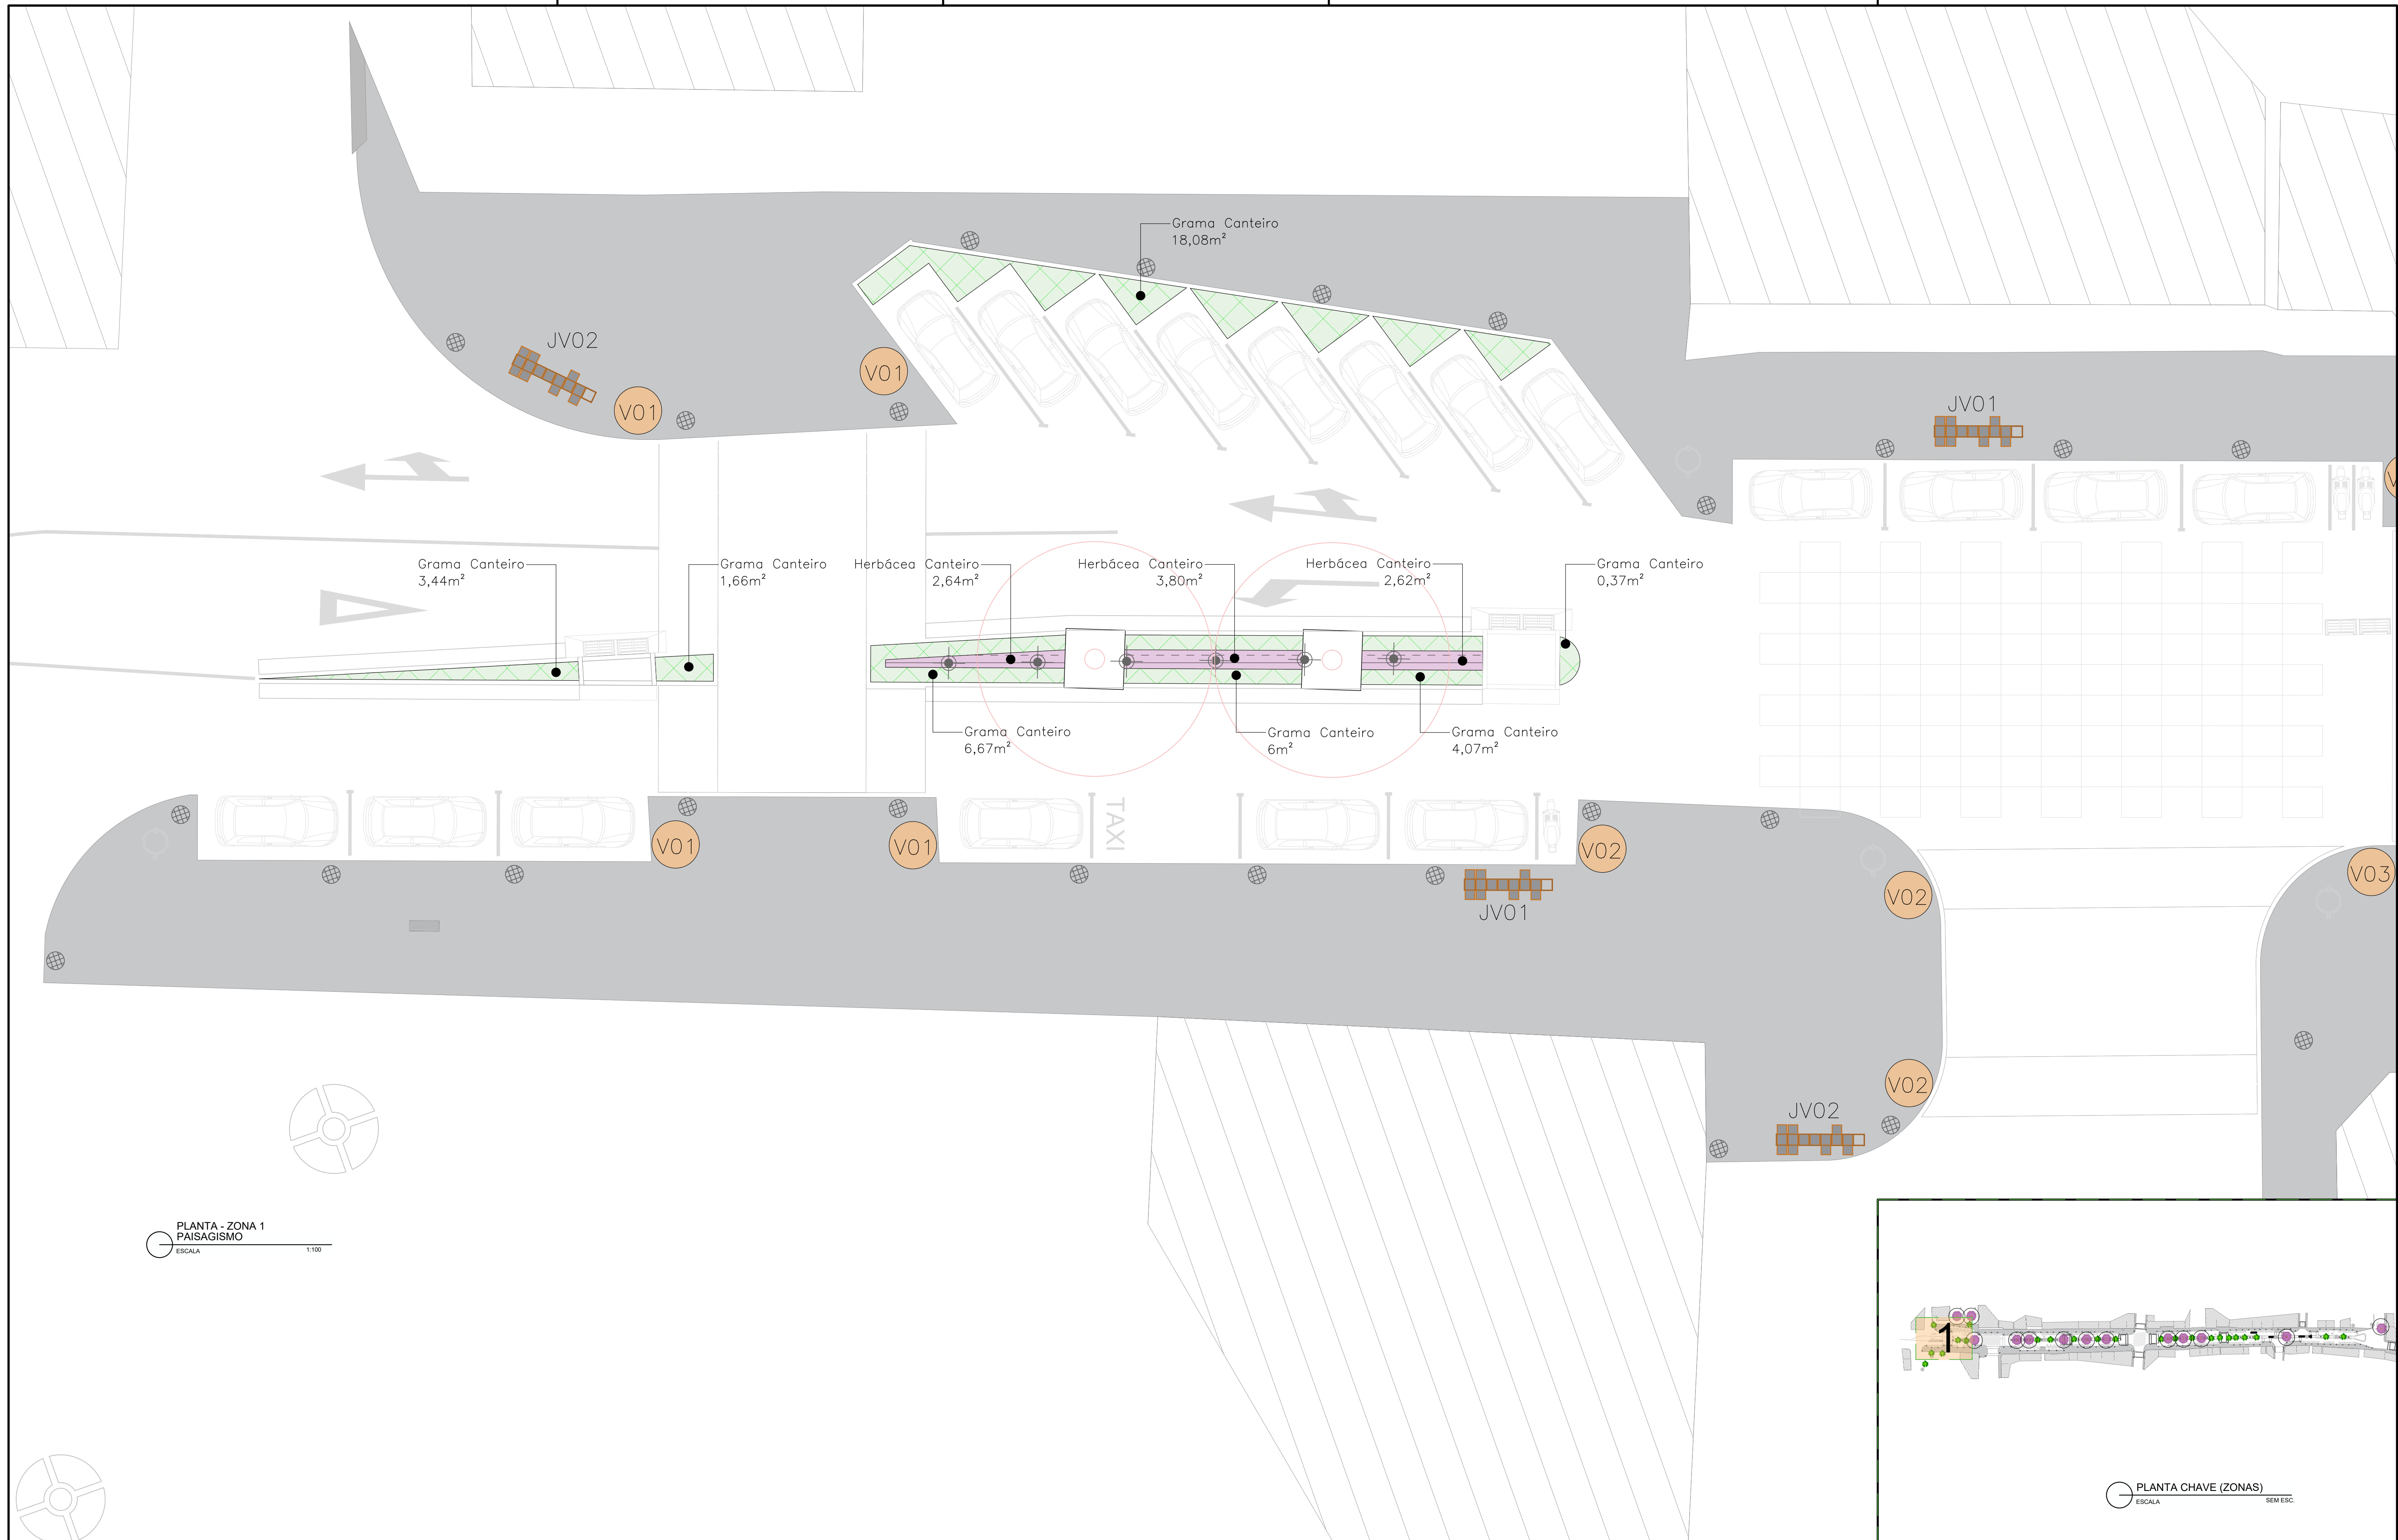 Grama Canteiro
18,08m²
JV02
V01
V01
JV01
Grama Canteiro
3,44m²
Grama Canteiro
1,66m²
Herbácea Canteiro
2,64m²
Herbácea Canteiro
3,80m²
Herbácea Canteiro
2,62m²
Grama Canteiro
0,37m²
Grama Canteiro
6,67m²
Grama Canteiro
6m²
Grama Canteiro
4,07m²
TAXI
V01
V01
V02
V02
V03
JV01
V02
JV02
PLANTA - ZONA 1
PAISAGISMO
ESCALA 1:100
1
PLANTA CHAVE (ZONAS)
ESCALA SEM ESC.